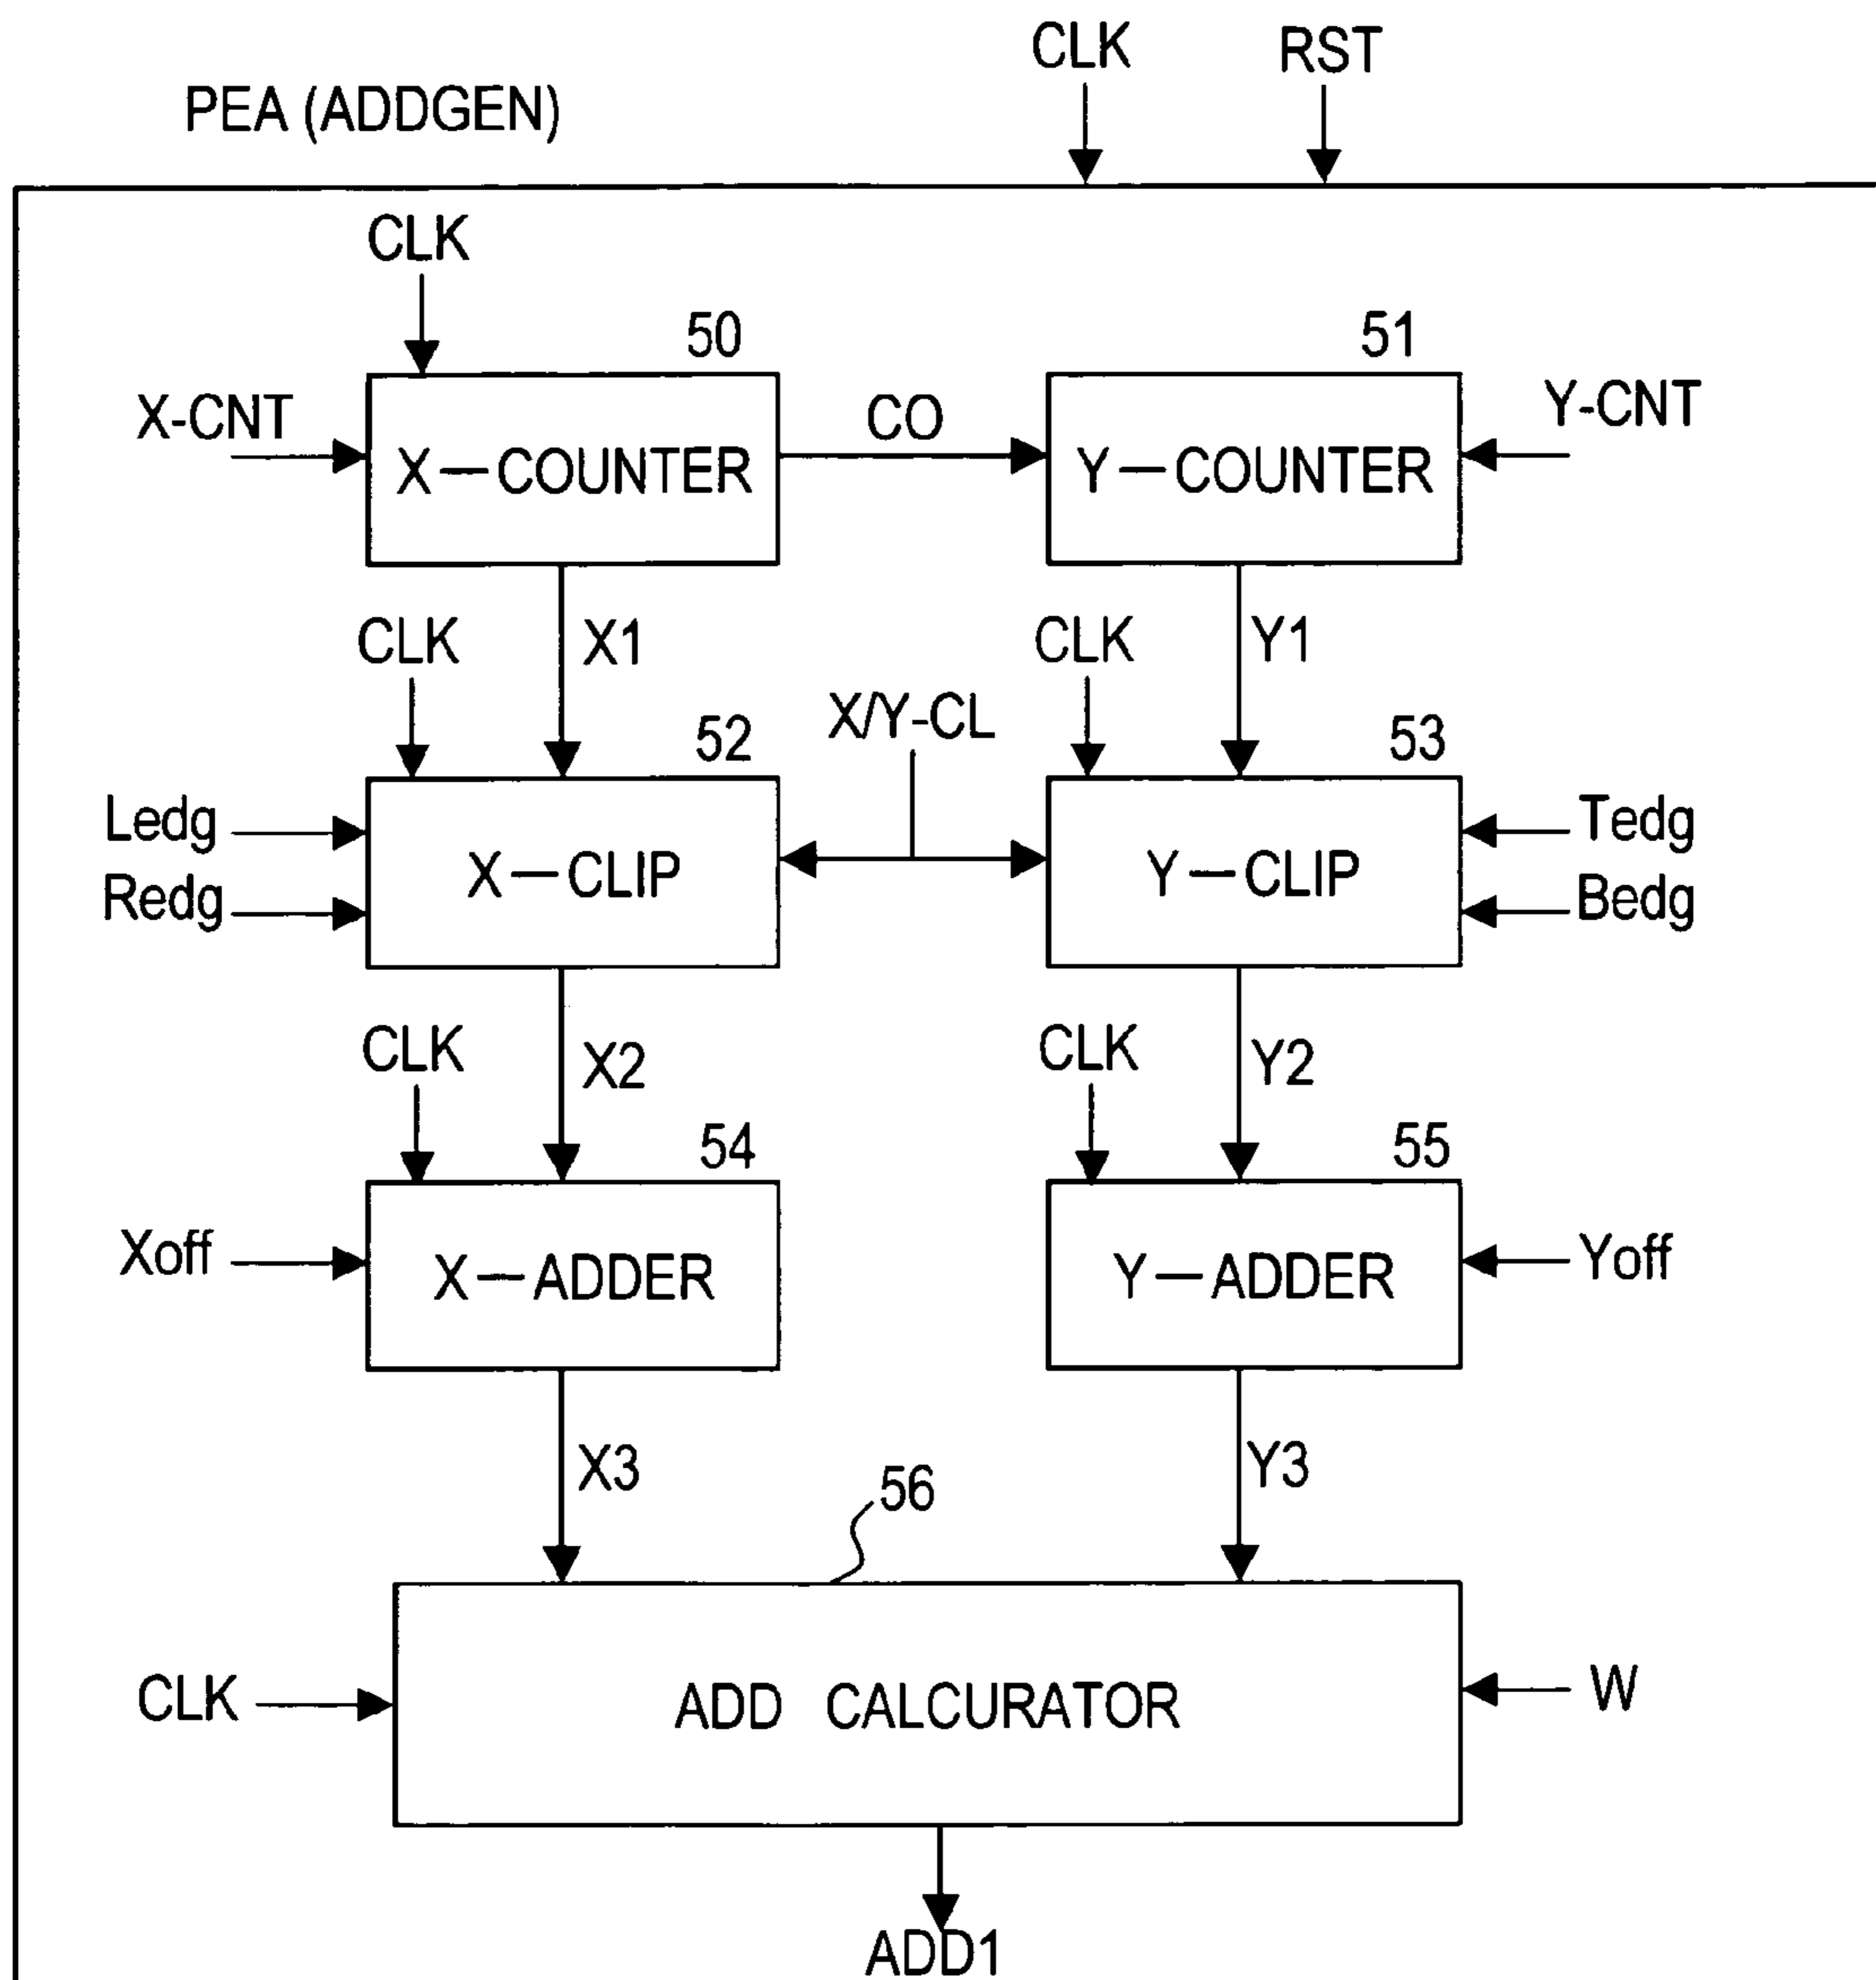 CLK RST
PEA (ADDGEN)
CLK
50 51
X-CNT CO Y-CNT
X—COUNTER Y—COUNTER
CLK X1 CLK Y1
52 X/Y-CL 53
Ledg Tedg
X—CLIP Y—CLIP
Redg Bedg
CLK X2 CLK Y2
54 55
Xoff X—ADDER Y—ADDER Yoff
X3 Y3
56
CLK ADD CALCURATOR W
ADD1